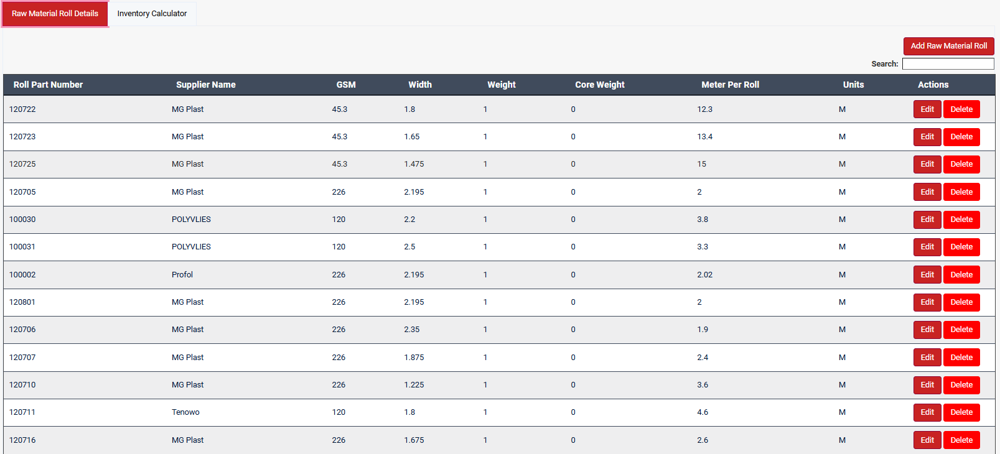 Raw Material Roll Details Inventory Calculator
Add Raw Material Roll
Search:
Roll Part Number Supplier Name GSM Width Weight Core Weight Meter Per Roll Units Actions
120722 MG Plast 45.3 1.8 1 0 12.3 M Edit Delete
120723 MG Plast 45.3 1.65 1 0 13.4 M Edit Delete
120725 MG Plast 45.3 1.475 1 0 15 M Edit Delete
120705 MG Plast 226 2.195 1 0 2 M Edit Delete
100030 POLYVLIES 120 2.2 1 0 3.8 M Edit Delete
100031 POLYVLIES 120 2.5 1 0 3.3 M Edit Delete
100002 Profol 226 2.195 1 0 2.02 M Edit Delete
120801 MG Plast 226 2.195 1 0 2 M Edit Delete
120706 MG Plast 226 2.35 1 0 1.9 M Edit Delete
120707 MG Plast 226 1.875 1 0 2.4 M Edit Delete
120710 MG Plast 226 1.225 1 0 3.6 M Edit Delete
120711 Tenowo 120 1.8 1 0 4.6 M Edit Delete
120716 MG Plast 226 1.675 1 0 2.6 M Edit Delete